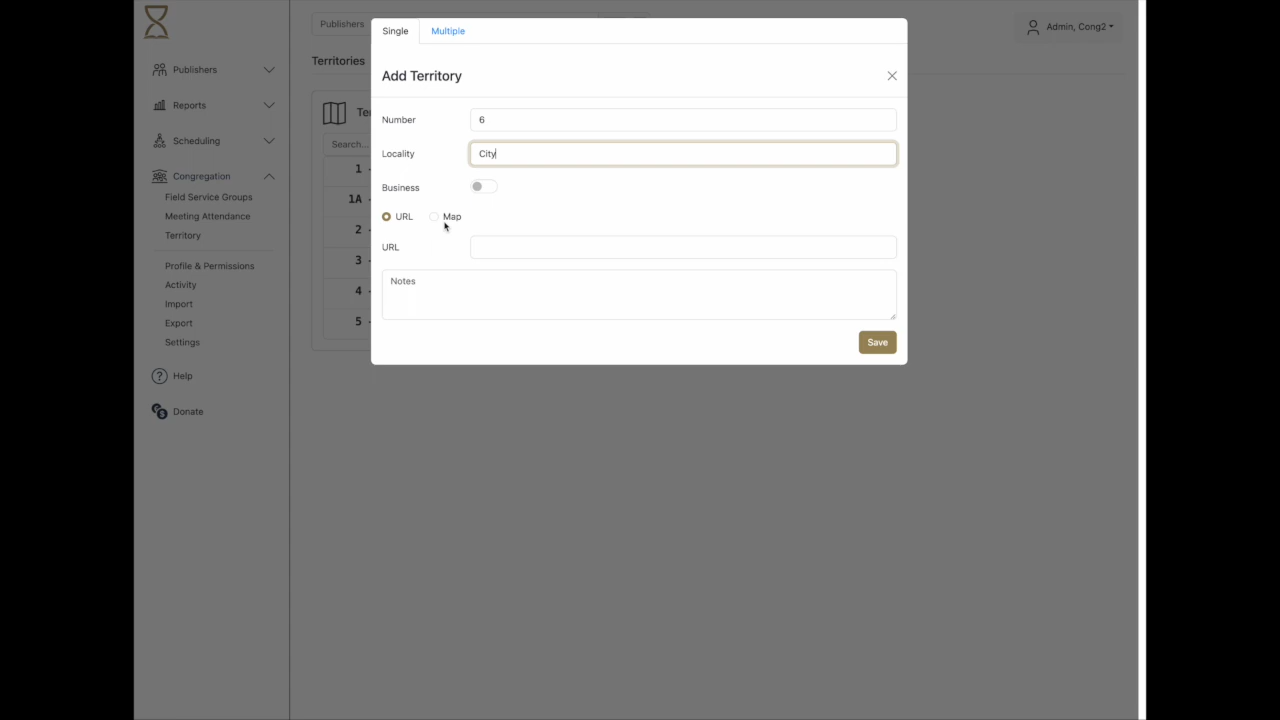 Publishers
Reports
Scheduling
Congregation
Field Service Groups
Meeting Attendance
Territory
Profile & Permissions
Activity
Import
Export
Settings
Help
Donate
Publishers
Admin, Cong2
Territories
Search...
1 -
1A -
2 -
3 -
4 -
5 -
Single Multiple
Add Territory
Number 6
Locality City
Business
URL Map
URL
Notes
Save